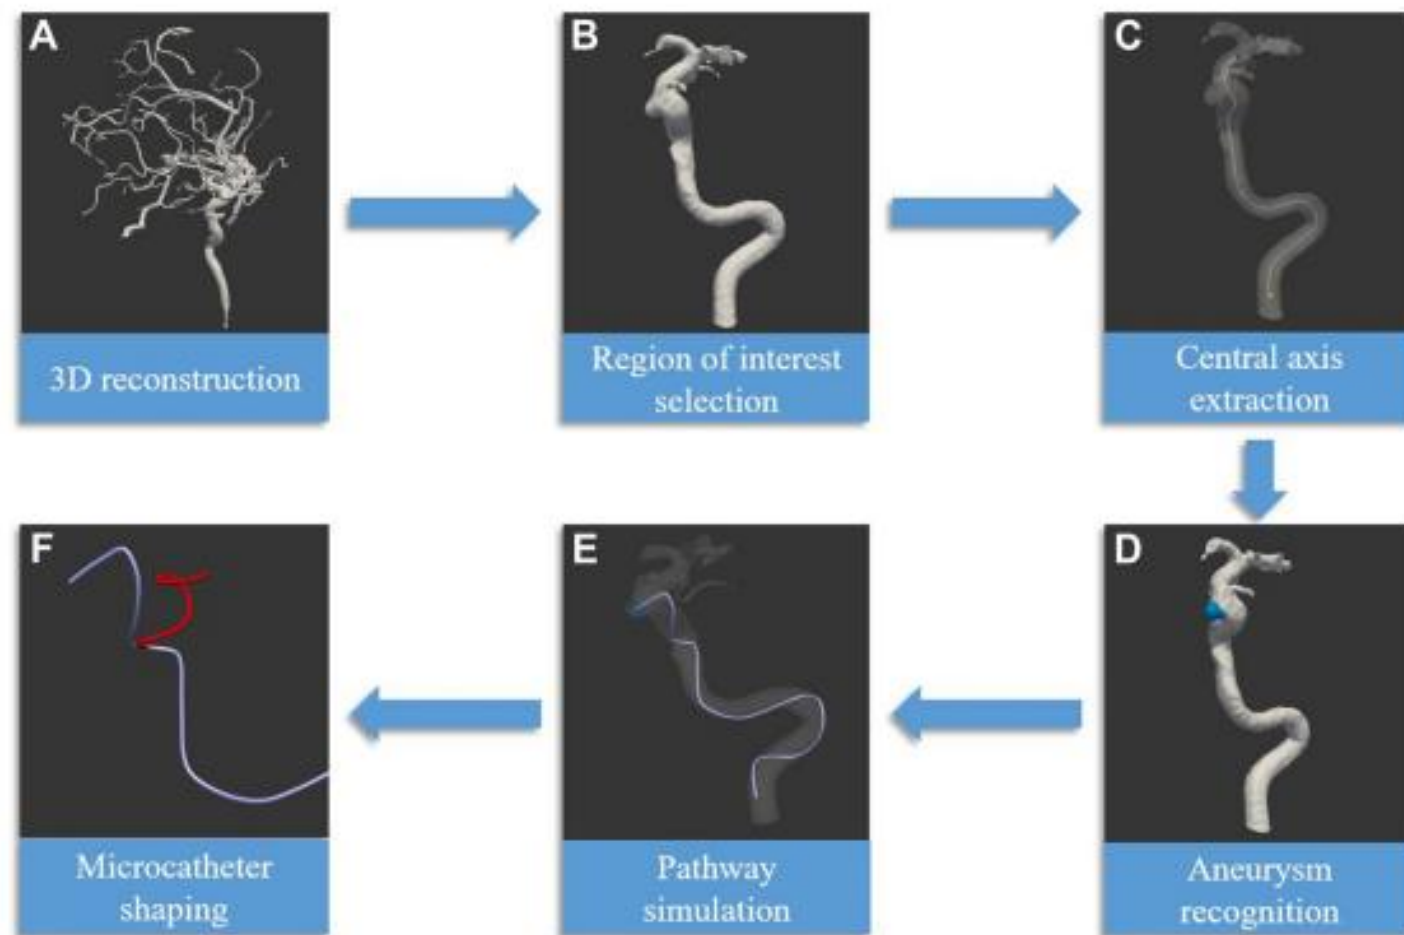 A
3D reconstruction
B
Region of interest
selection
C
Central axis
extraction
D
Aneurysm
recognition
E
Pathway
simulation
F
Microcatheter
shaping